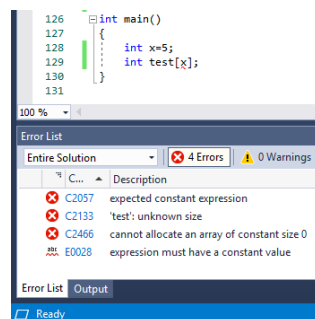 126 int main()
127 {
128 int x=5;
129 int test[x];
130 }
131
100 %
Error List
Entire Solution 4 Errors 0 Warnings
C... Description
C2057 expected constant expression
C2133 'test': unknown size
C2466 cannot allocate an array of constant size 0
abc E0028 expression must have a constant value
Error List Output
Ready